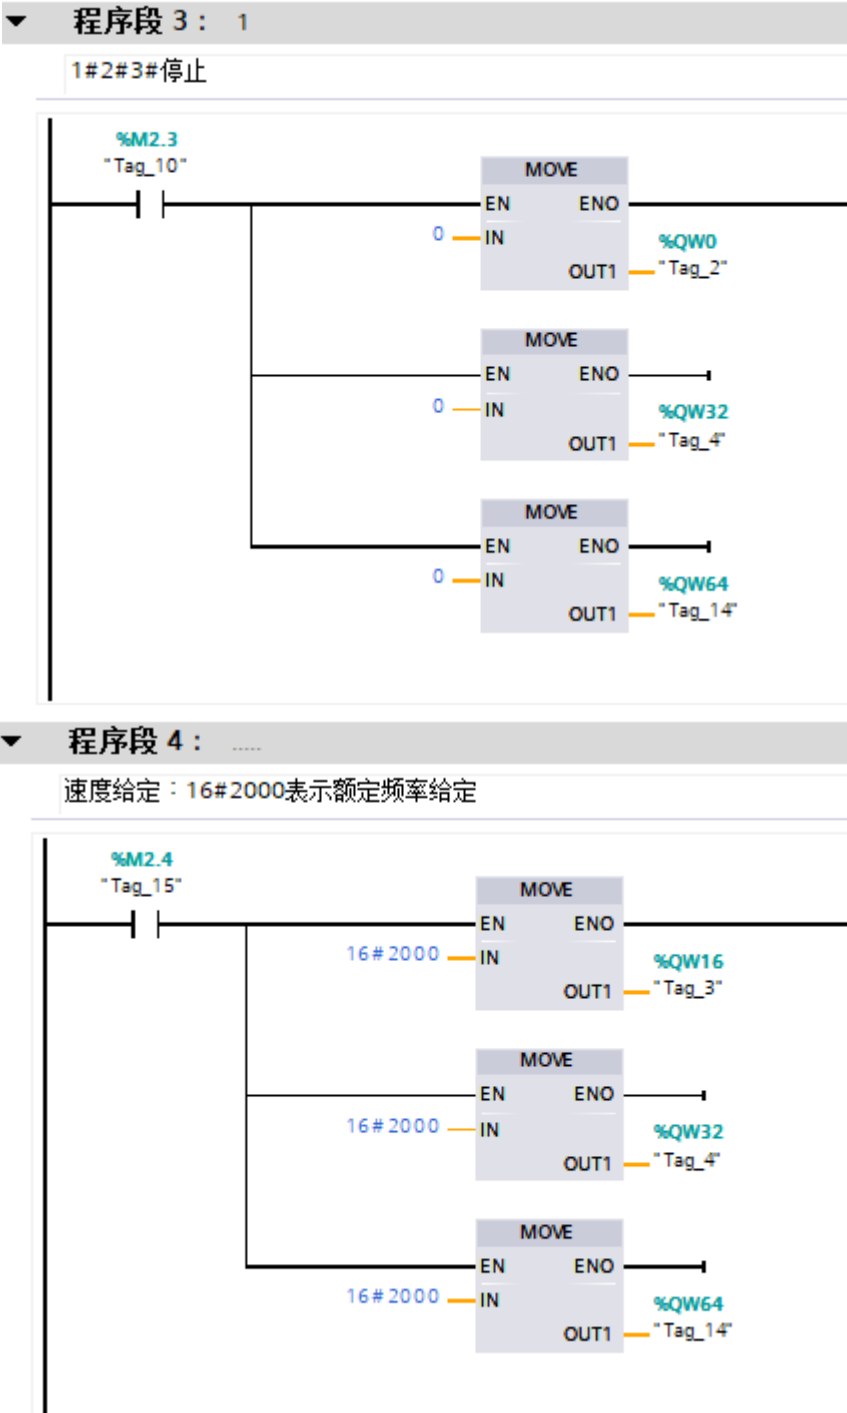 程序段 3： 1
1#2#3#停止
%M2.3
"Tag_10"
MOVE
EN ENO
0 IN
%QW0
OUT1 "Tag_2"
MOVE
EN ENO
0 IN
%QW32
OUT1 "Tag_4"
MOVE
EN ENO
0 IN
%QW64
OUT1 "Tag_14"
程序段 4： .....
速度给定：16#2000表示额定频率给定
%M2.4
"Tag_15"
MOVE
EN ENO
16#2000 IN
%QW16
OUT1 "Tag_3"
MOVE
EN ENO
16#2000 IN
%QW32
OUT1 "Tag_4"
MOVE
EN ENO
16#2000 IN
%QW64
OUT1 "Tag_14"